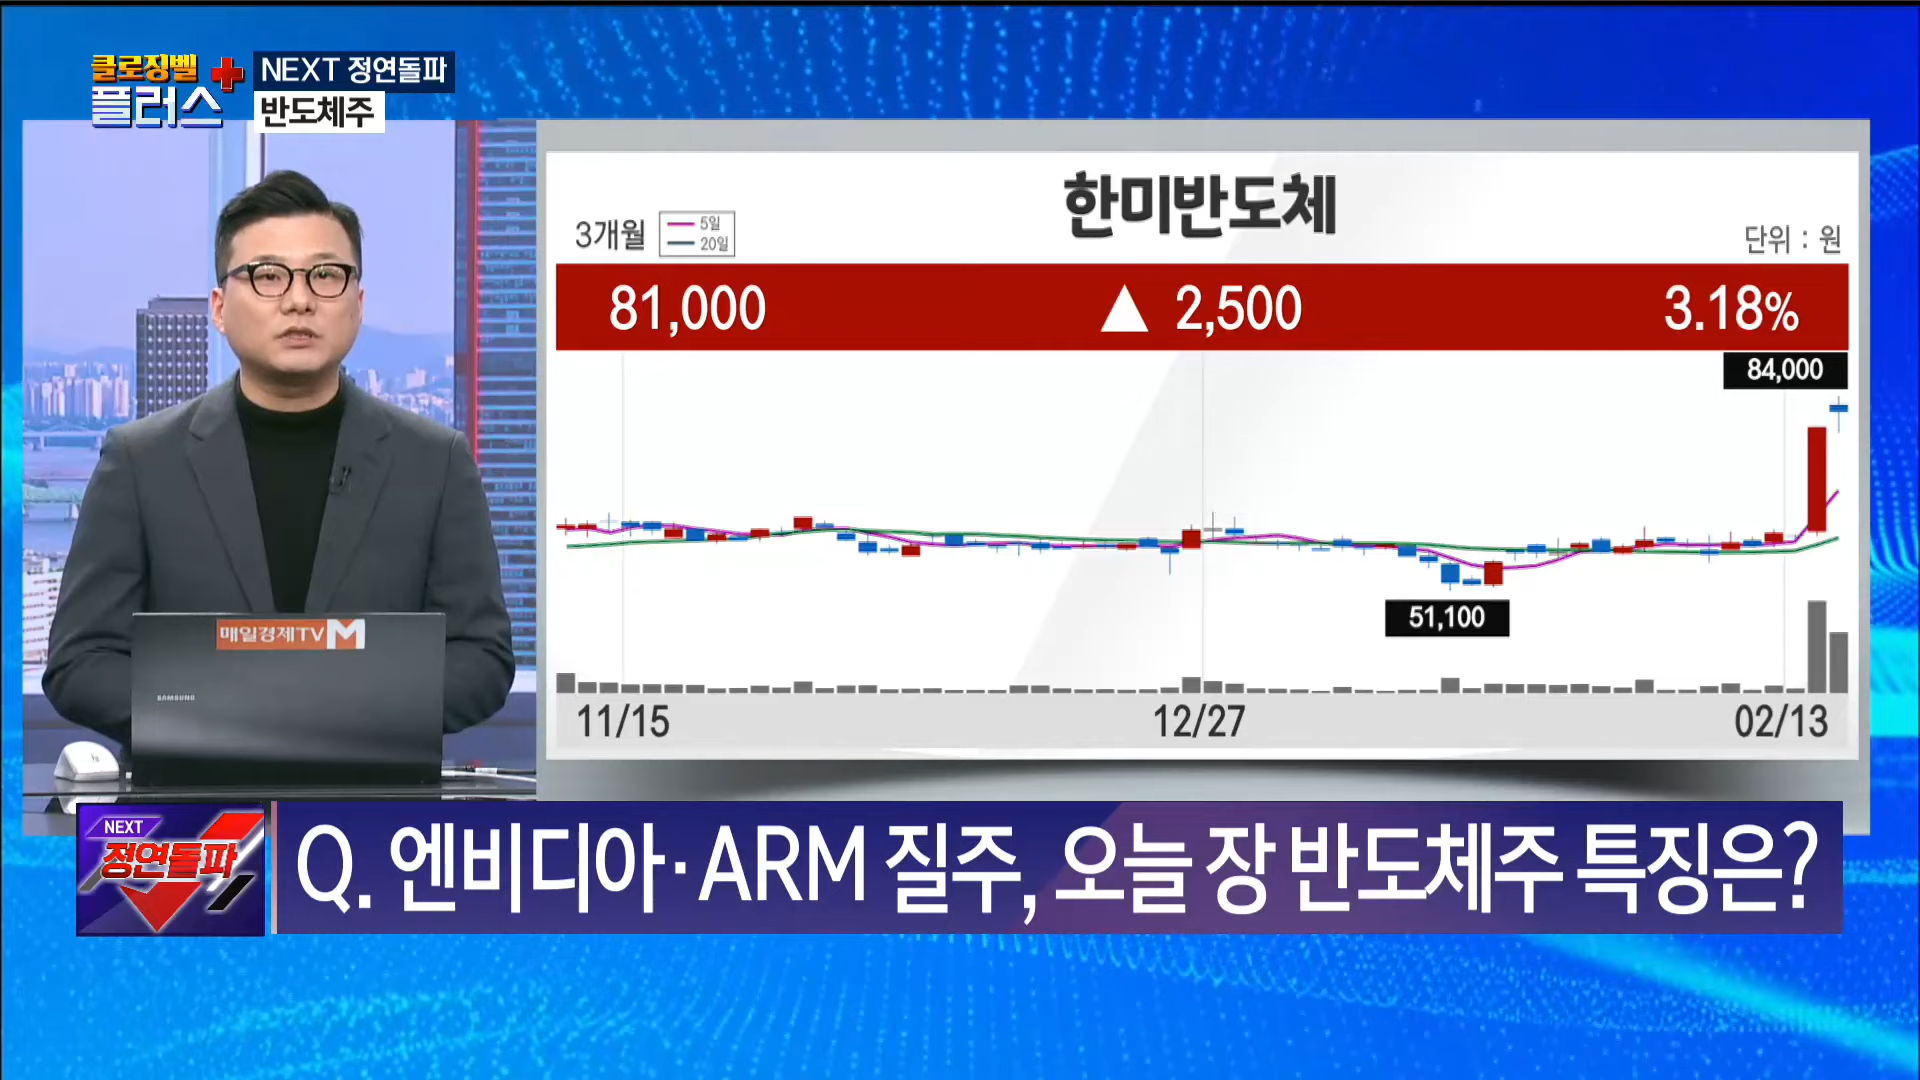 클로징벨
플러스
NEXT 정연돌파
반도체주
한미반도체
3개월
5일
20일
단위 : 원
81,000 ▲ 2,500 3.18%
84,000
51,100
11/15 12/27 02/13
매일경제TV M
SAMSUNG
hp
NEXT
정연돌파
Q. 엔비디아·ARM 질주, 오늘 장 반도체주 특징은?